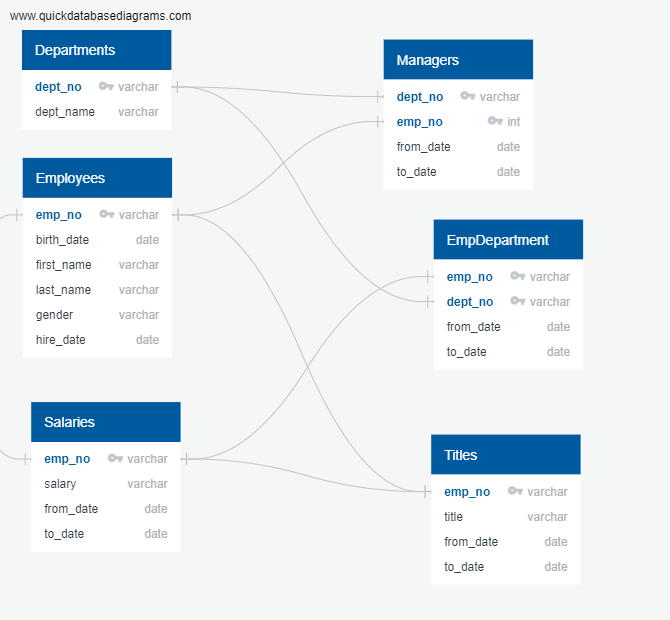 www.quickdatabasediagrams.com
Departments
dept_no varchar
dept_name varchar
Employees
emp_no varchar
birth_date date
first_name varchar
last_name varchar
gender varchar
hire_date date
Salaries
emp_no varchar
salary varchar
from_date date
to_date date
Managers
dept_no varchar
emp_no int
from_date date
to_date date
EmpDepartment
emp_no varchar
dept_no varchar
from_date date
to_date date
Titles
emp_no varchar
title varchar
from_date date
to_date date